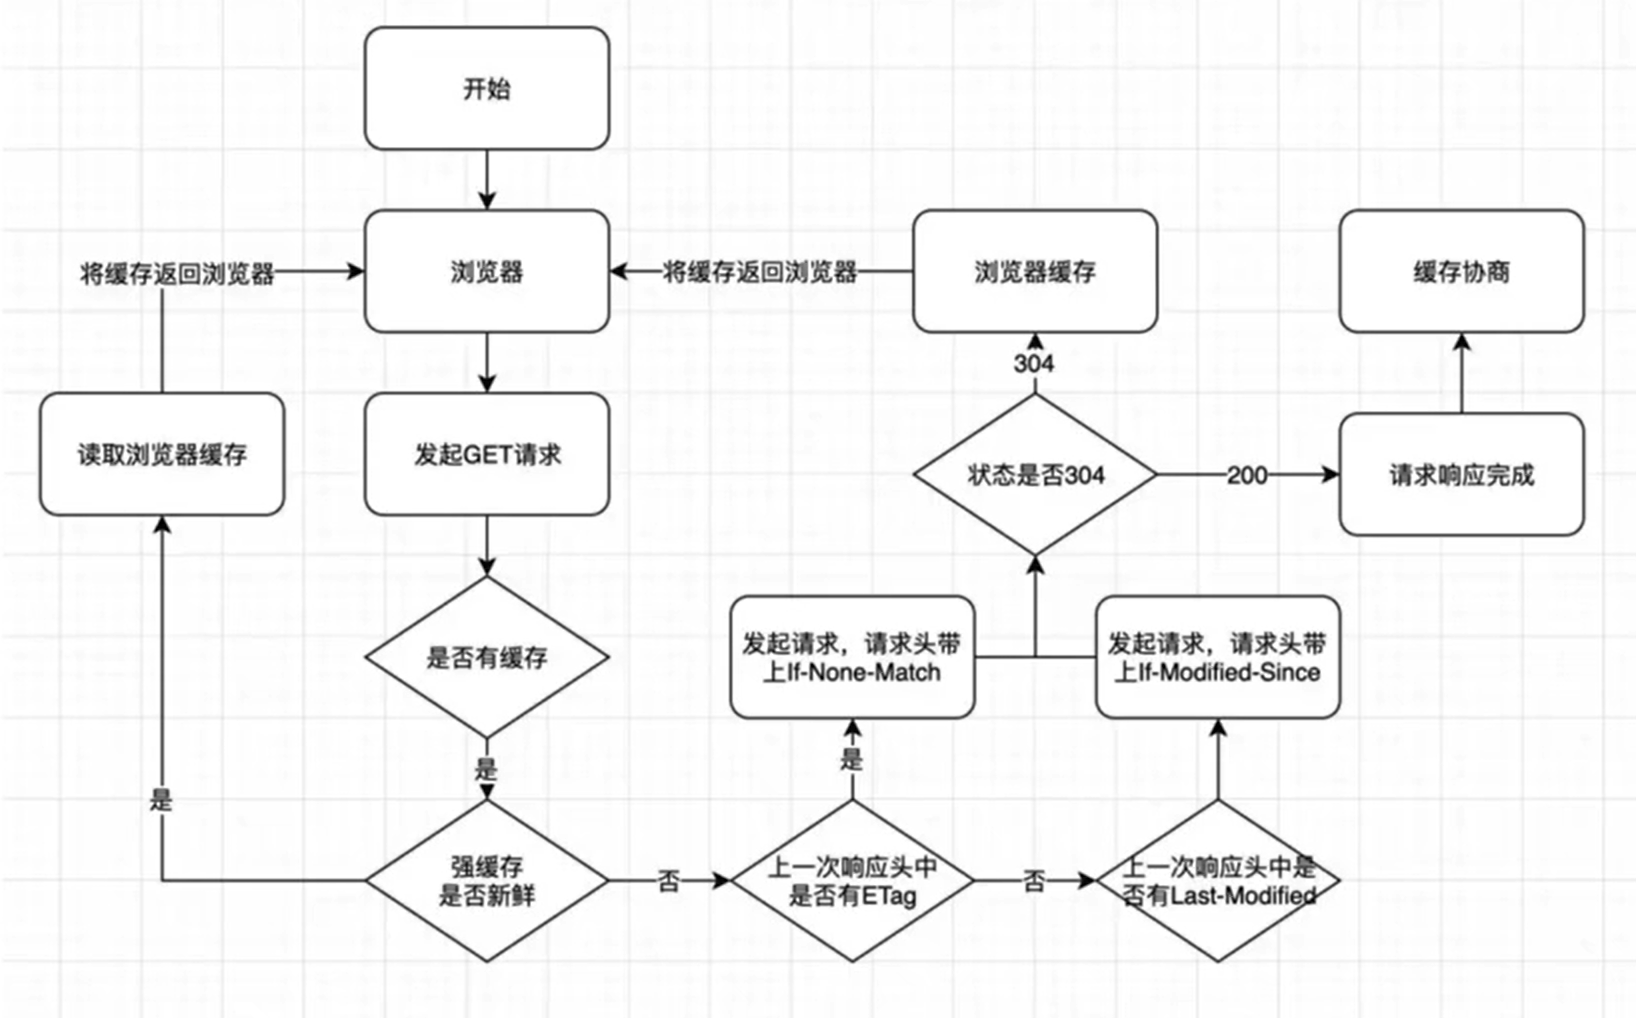 开始
将缓存返回浏览器
浏览器
将缓存返回浏览器
浏览器缓存
缓存协商
304
读取浏览器缓存
发起GET请求
状态是否304
200
请求响应完成
是否有缓存
发起请求，请求头带
上If-None-Match
发起请求，请求头带
上If-Modified-Since
是
是
是
强缓存
是否新鲜
否
上一次响应头中
是否有ETag
否
上一次响应头中是
否有Last-Modified